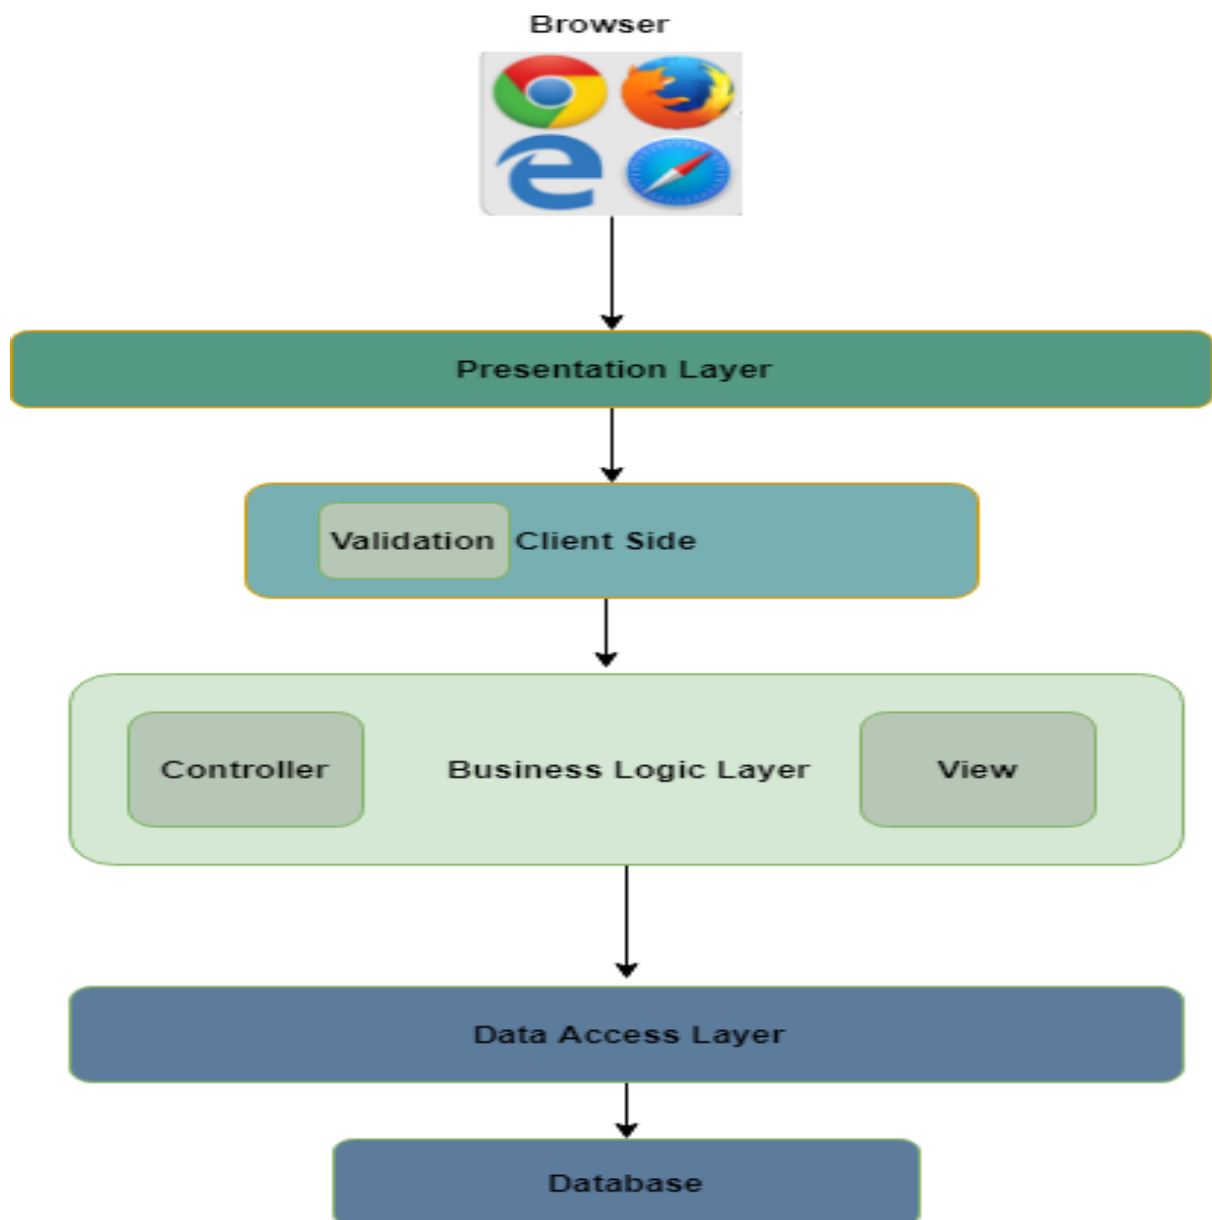 Browser
Presentation Layer
Validation Client Side
Controller Business Logic Layer View
Data Access Layer
Database